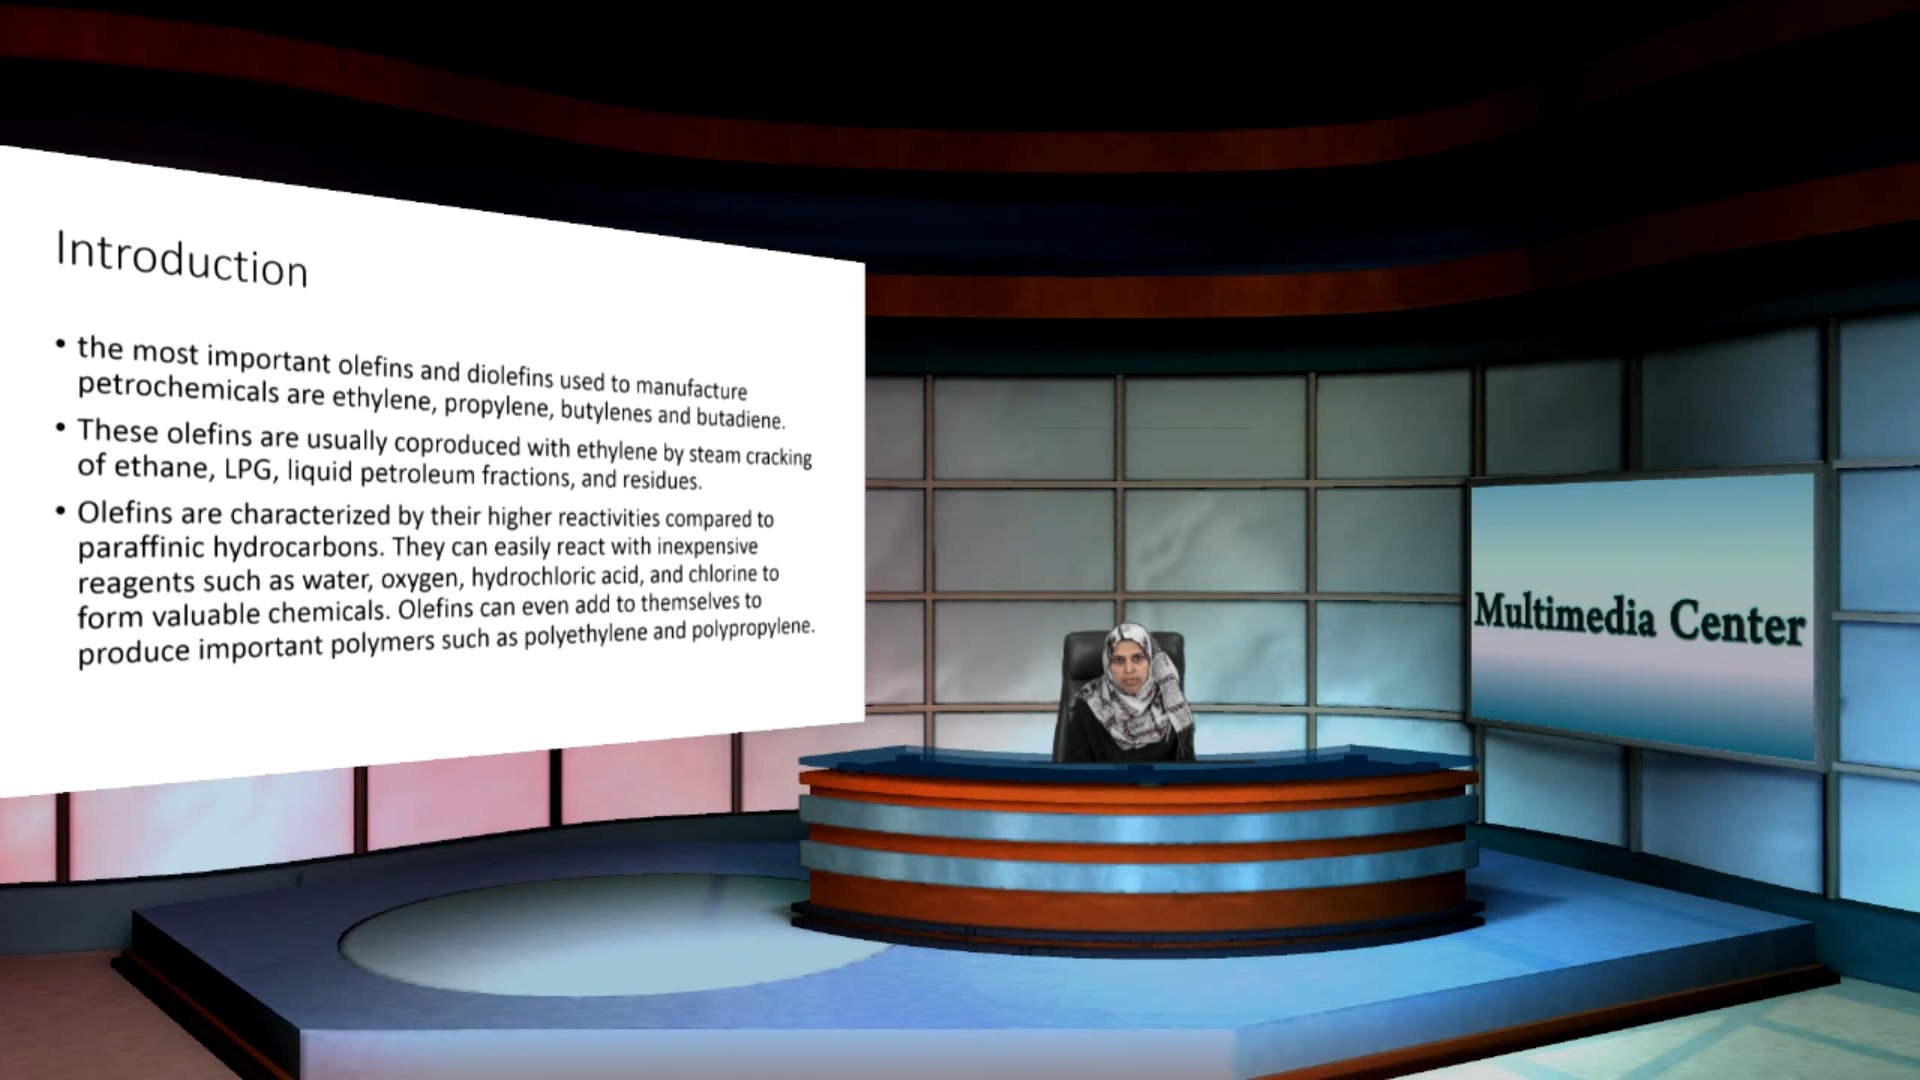 Introduction
• the most important olefins and diolefins used to manufacture
petrochemicals are ethylene, propylene, butylenes and butadiene.
• These olefins are usually coproduced with ethylene by steam cracking
of ethane, LPG, liquid petroleum fractions, and residues.
• Olefins are characterized by their higher reactivities compared to
paraffinic hydrocarbons. They can easily react with inexpensive
reagents such as water, oxygen, hydrochloric acid, and chlorine to
form valuable chemicals. Olefins can even add to themselves to
produce important polymers such as polyethylene and polypropylene.
Multimedia Center